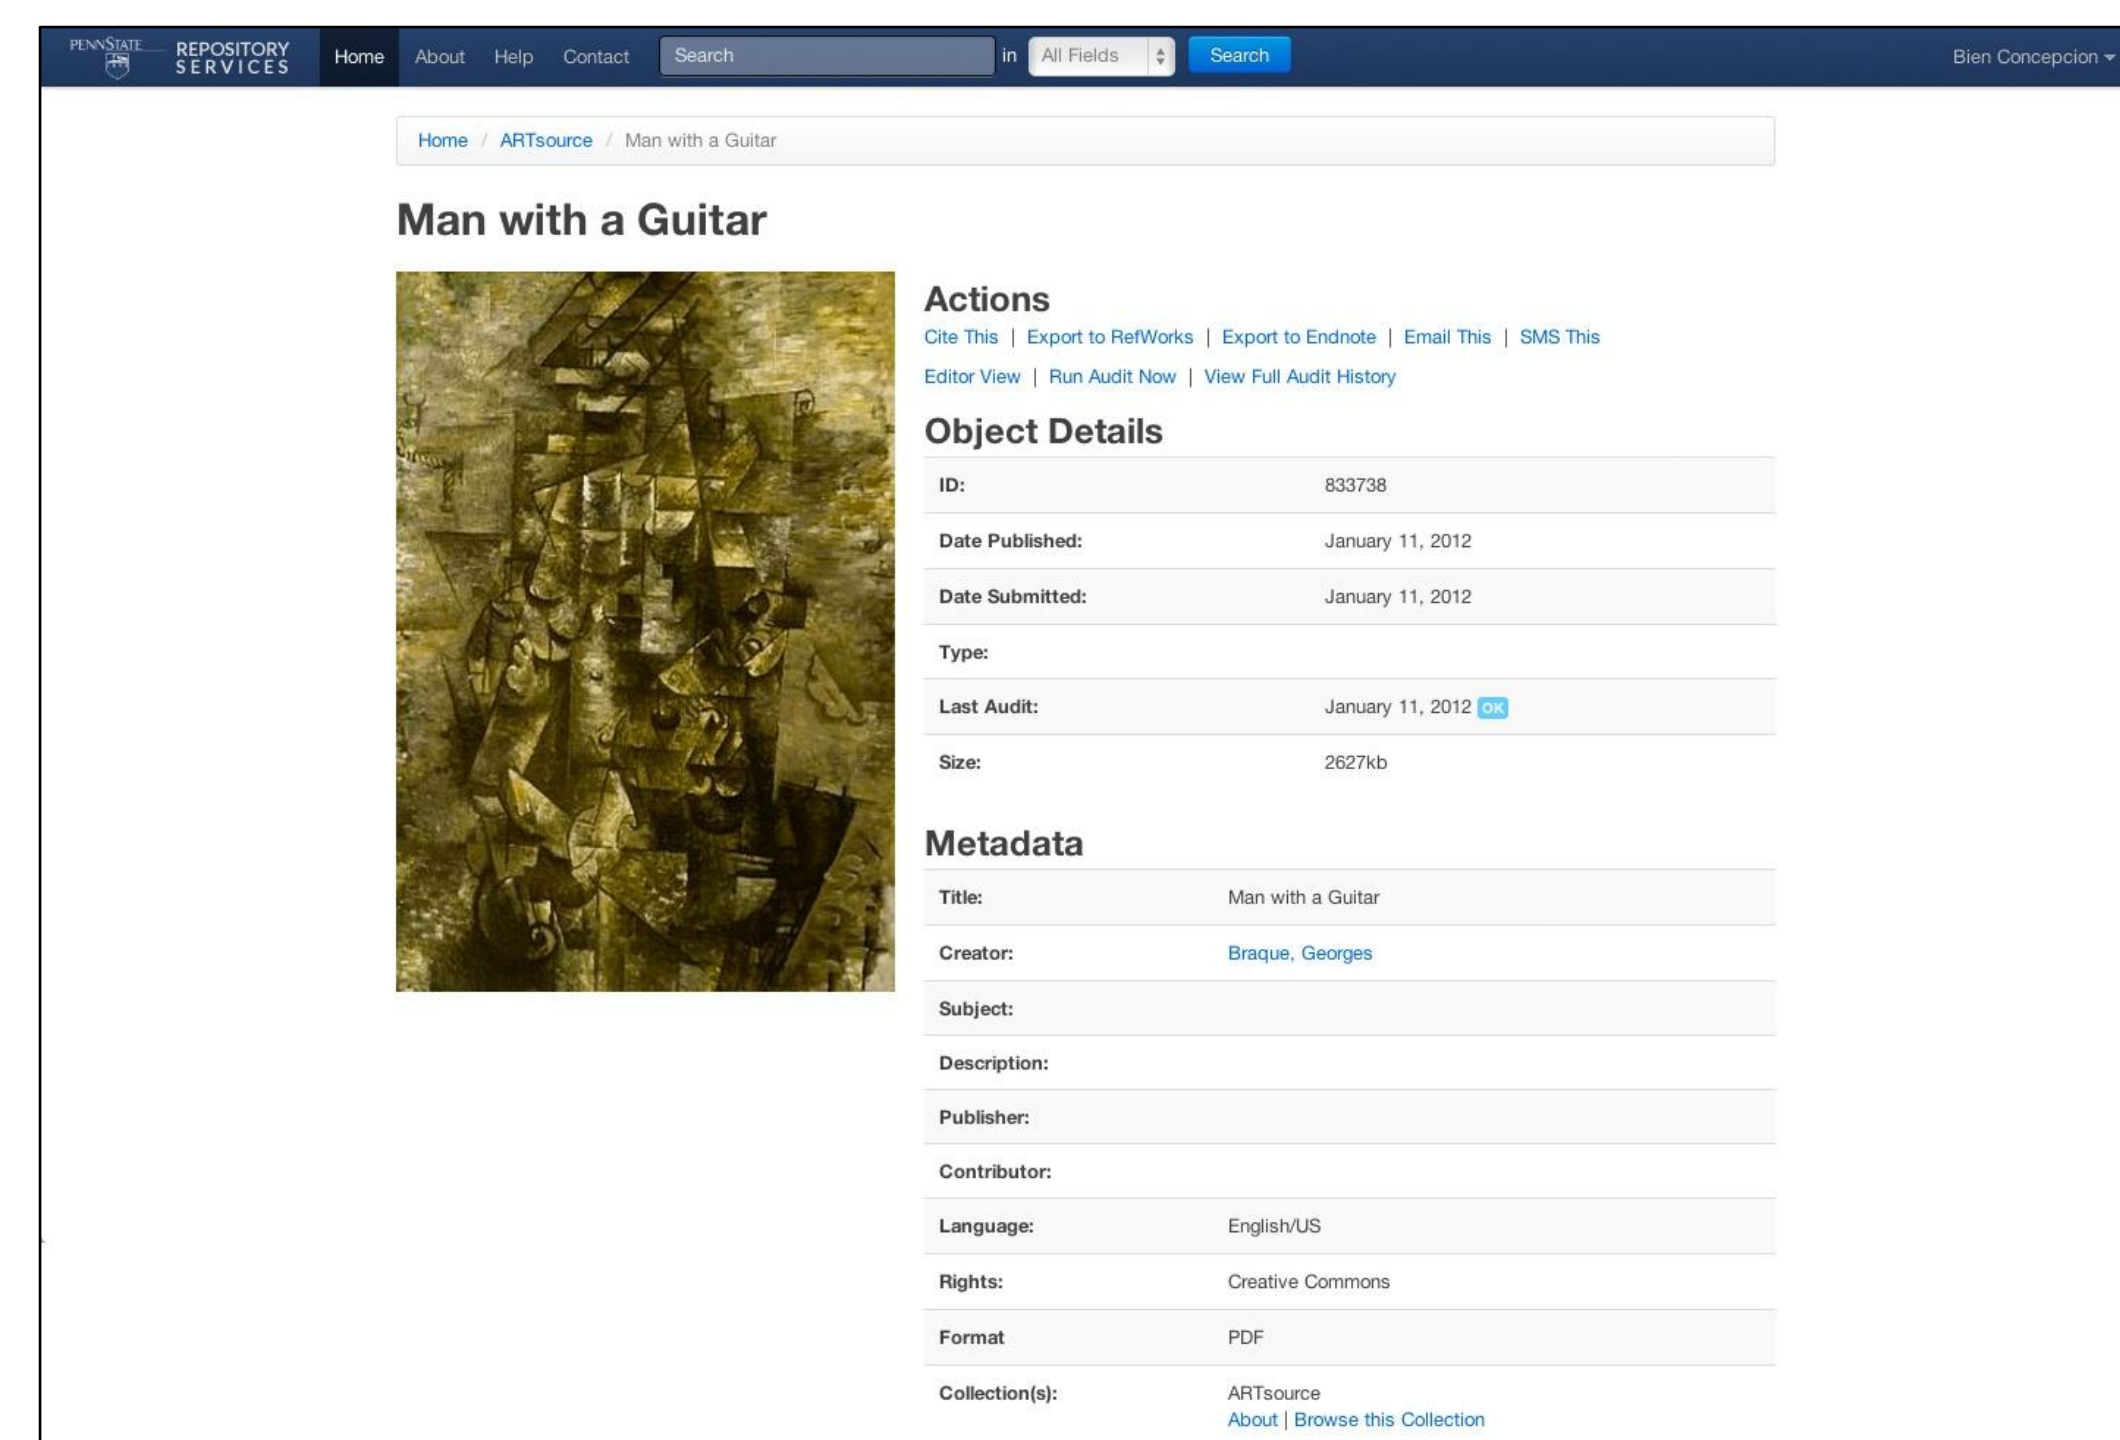 PENNSTATE REPOSITORY SERVICES Home About Help Contact Search in All Fields Search Bien Concepcion
Home / ARTsource / Man with a Guitar
Man with a Guitar
Actions
Cite This | Export to RefWorks | Export to Endnote | Email This | SMS This
Editor View | Run Audit Now | View Full Audit History
Object Details
ID: 833738
Date Published: January 11, 2012
Date Submitted: January 11, 2012
Type:
Last Audit: January 11, 2012 OK
Size: 2627kb
Metadata
Title: Man with a Guitar
Creator: Braque, Georges
Subject:
Description:
Publisher:
Contributor:
Language: English/US
Rights: Creative Commons
Format PDF
Collection(s): ARTsource
About | Browse this Collection